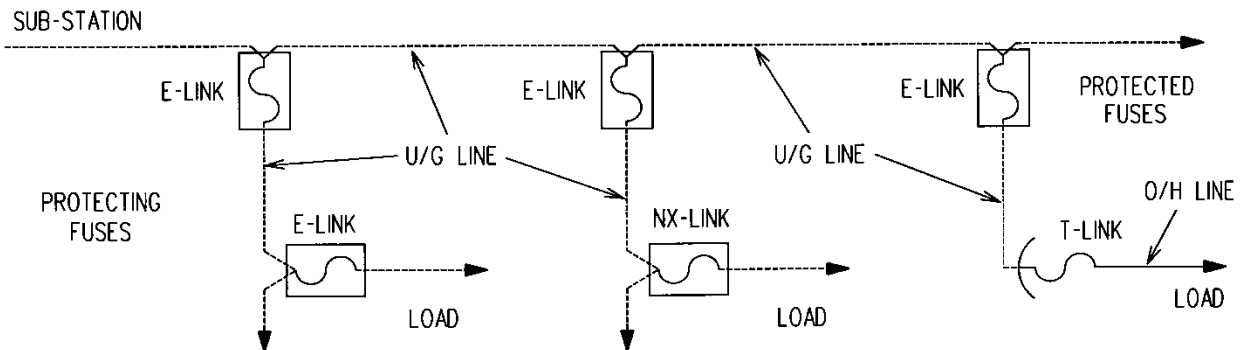 SUB-STATION
E-LINK
E-LINK
E-LINK
PROTECTED
FUSES
U/G LINE
U/G LINE
PROTECTING
FUSES
E-LINK
NX-LINK
T-LINK
O/H LINE
LOAD
LOAD
LOAD